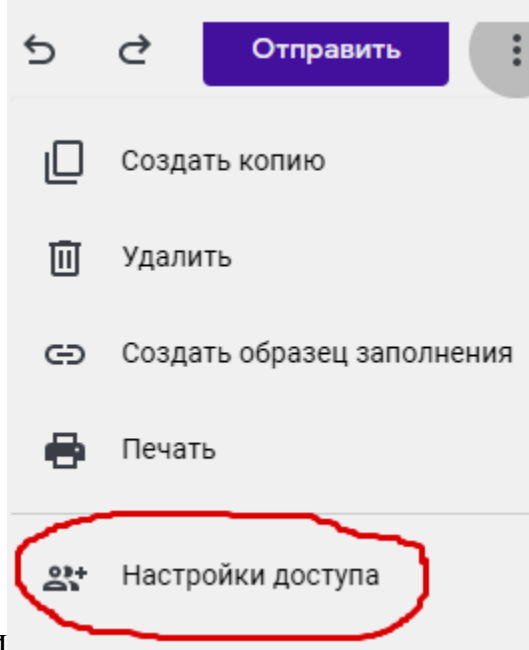 Отправить
Создать копию
Удалить
Создать образец заполнения
Печать
Настройки доступа
и